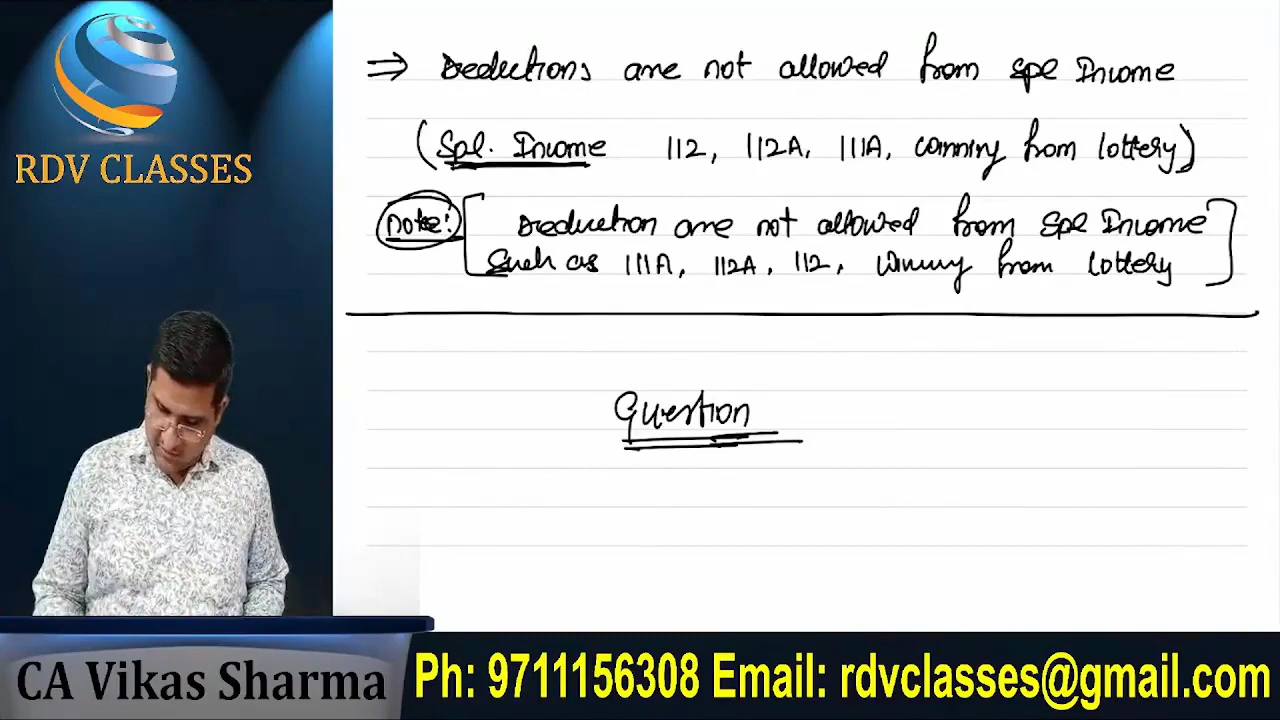 RDV CLASSES
⇒ Deductions are not allowed from spl Income
(Spl. Income 112, 112A, 111A, coming from lottery)
Note: [Deduction are not allowed from Spl Income
Such as 111A, 112A, 112, winning from lottery]
Question
CA Vikas Sharma
Ph: 9711156308 Email: rdvclasses@gmail.com